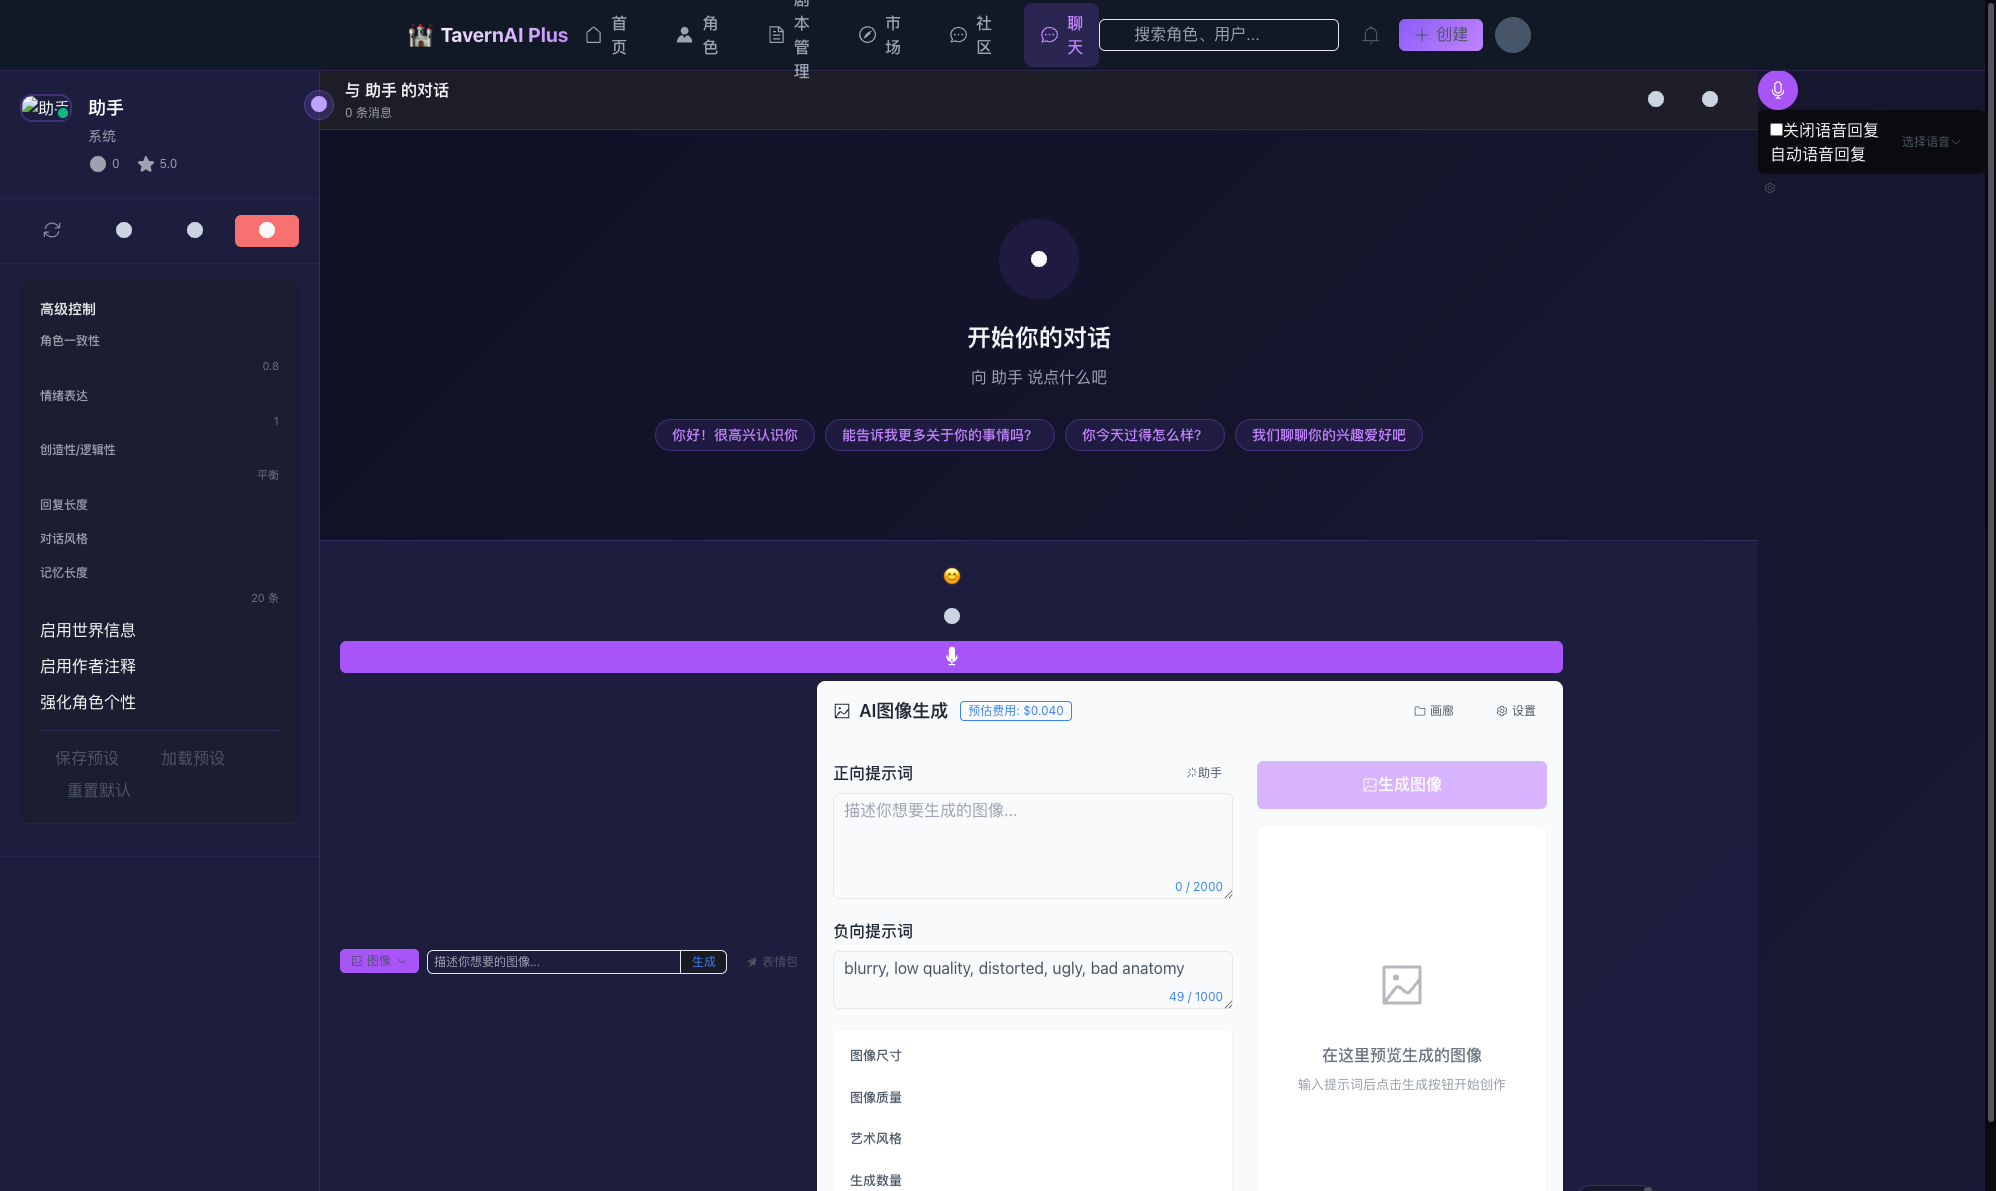 TavernAI Plus
首页
角色
剧本管理
市场
社区
聊天
搜索角色、用户...
创建
助手
助手
系统
0
5.0
与 助手 的对话
0 条消息
关闭语音回复
自动语音回复
选择语音
高级控制
角色一致性
0.8
情绪表达
1
创造性/逻辑性
平衡
回复长度
对话风格
记忆长度
20 条
启用世界信息
启用作者注释
强化角色个性
保存预设
加载预设
重置默认
开始你的对话
向 助手 说点什么吧
你好！很高兴认识你
能告诉我更多关于你的事情吗？
你今天过得怎么样？
我们聊聊你的兴趣爱好吧
图像
描述你想要的图像...
生成
表情包
AI图像生成
预估费用: $0.040
画廊
设置
正向提示词
助手
描述你想要生成的图像...
0 / 2000
负向提示词
blurry, low quality, distorted, ugly, bad anatomy
49 / 1000
图像尺寸
图像质量
艺术风格
生成数量
生成图像
在这里预览生成的图像
输入提示词后点击生成按钮开始创作